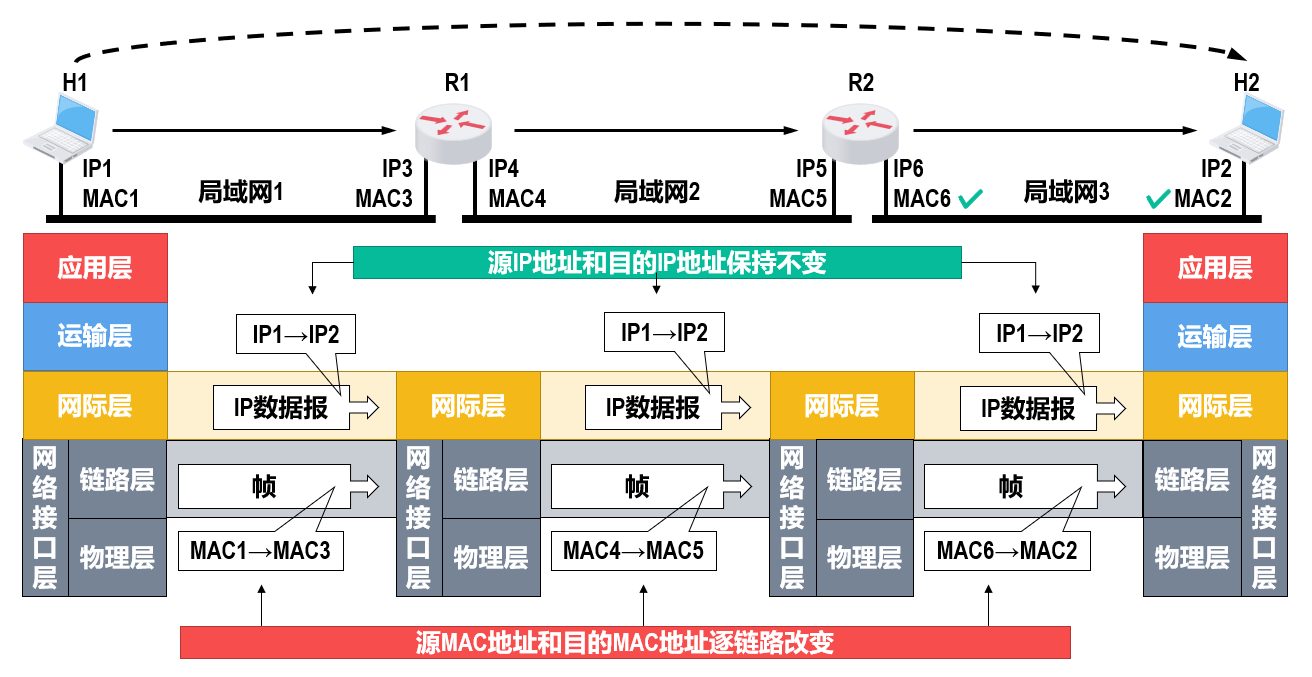 H1
R1
R2
H2
IP1
MAC1
局域网1
IP3
MAC3
IP4
MAC4
局域网2
IP5
MAC5
IP6
MAC6
局域网3
IP2
MAC2
应用层
运输层
网际层
网络接口层
链路层
物理层
源IP地址和目的IP地址保持不变
IP1→IP2
IP1→IP2
IP1→IP2
IP数据报
网际层
IP数据报
网际层
IP数据报
帧
网络接口层
链路层
物理层
帧
网络接口层
链路层
物理层
帧
MAC1→MAC3
MAC4→MAC5
MAC6→MAC2
应用层
运输层
网际层
链路层
物理层
网络接口层
源MAC地址和目的MAC地址逐链路改变